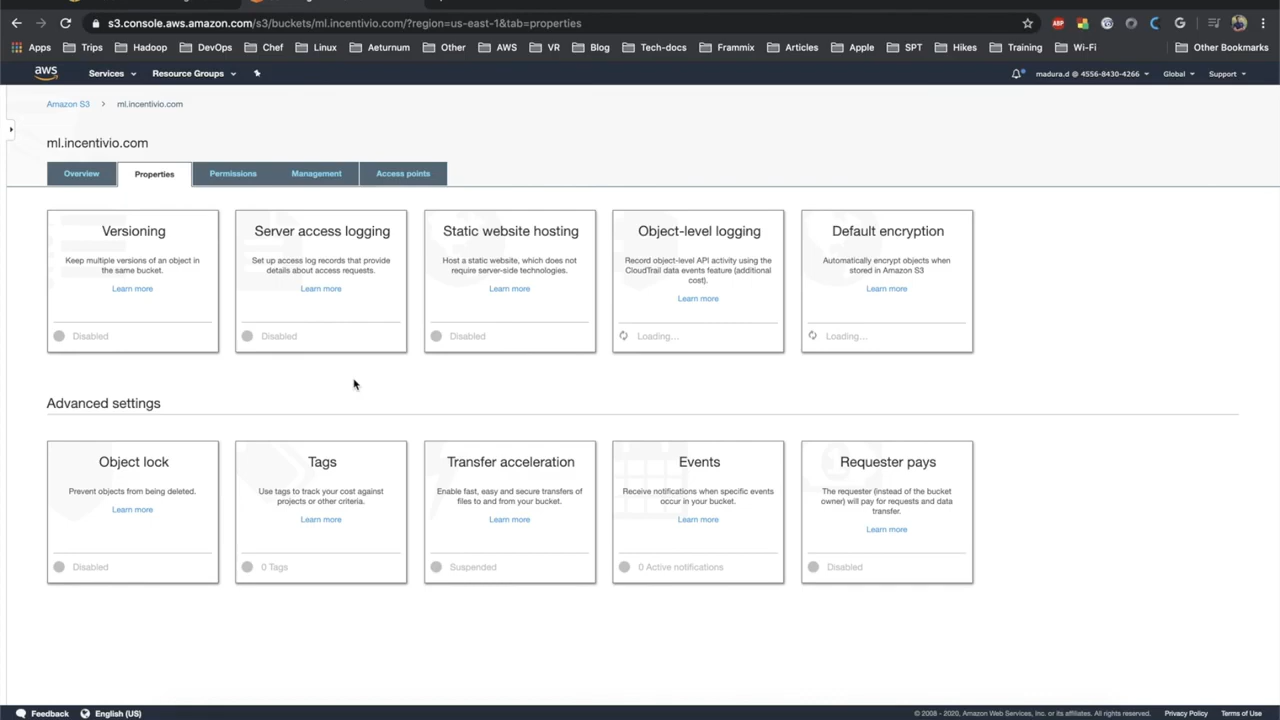 s3.console.aws.amazon.com/s3/buckets/ml.incentivio.com/?region=us-east-1&tab=properties
ABP
G
Apps Trips Hadoop DevOps Chef Linux Aeturnum Other AWS VR Blog Tech-docs Frammix Articles Apple SPT Hikes Training Wi-Fi Other Bookmarks
aws Services Resource Groups madura.d @ 4556-8430-4266 Global Support
Amazon S3 > ml.incentivio.com
ml.incentivio.com
Overview Properties Permissions Management Access points
Versioning
Keep multiple versions of an object in
the same bucket.
Learn more
Disabled
Server access logging
Set up access log records that provide
details about access requests.
Learn more
Disabled
Static website hosting
Host a static website, which does not
require server-side technologies.
Learn more
Disabled
Object-level logging
Record object-level API activity using the
CloudTrail data events feature (additional
cost).
Learn more
Loading...
Default encryption
Automatically encrypt objects when
stored in Amazon S3
Learn more
Loading...
Advanced settings
Object lock
Prevent objects from being deleted.
Learn more
Disabled
Tags
Use tags to track your cost against
projects or other criteria.
Learn more
0 Tags
Transfer acceleration
Enable fast, easy and secure transfers of
files to and from your bucket.
Learn more
Suspended
Events
Receive notifications when specific events
occur in your bucket.
Learn more
0 Active notifications
Requester pays
The requester (instead of the bucket
owner) will pay for requests and data
transfer.
Learn more
Disabled
Feedback English (US) © 2008 - 2020, Amazon Web Services, Inc. or its affiliates. All rights reserved. Privacy Policy Terms of Use